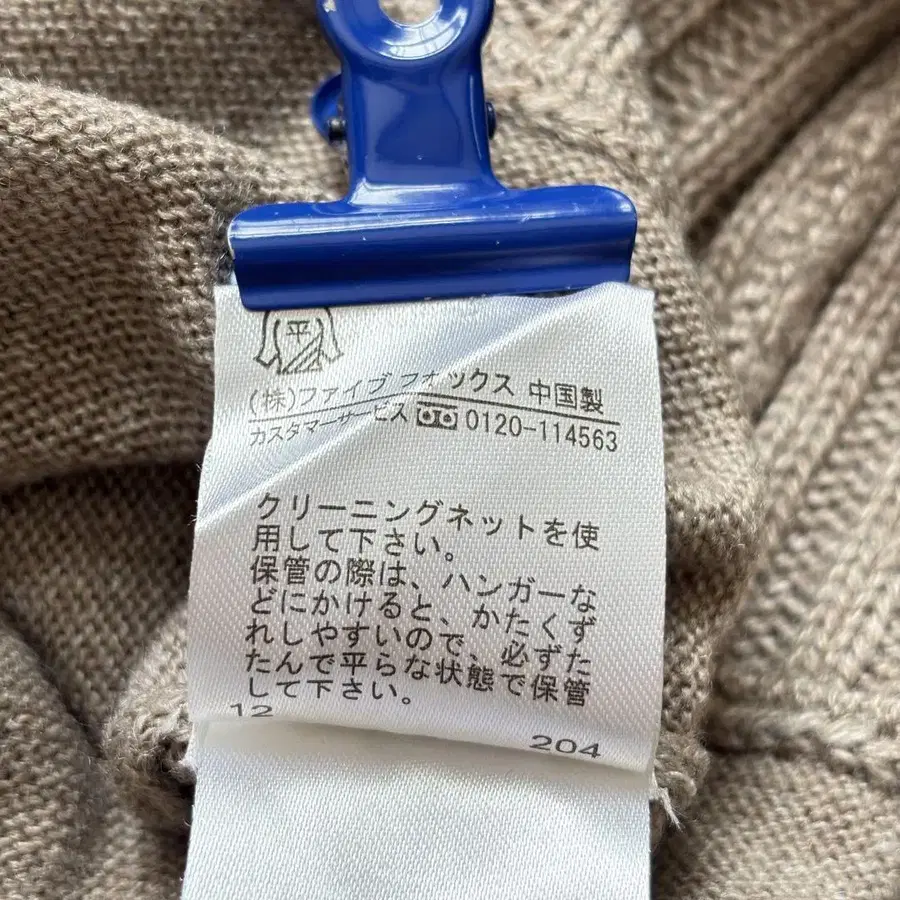 平
(株)ファイブ フォックス 中国製
カスタマーサービス 0120-114563
クリーニングネットを使
用して下さい。
保管の際は、ハンガーな
どにかけると、かたくず
れしやすいので、必ずた
たんで平らな状態で保管
して下さい。
12
204